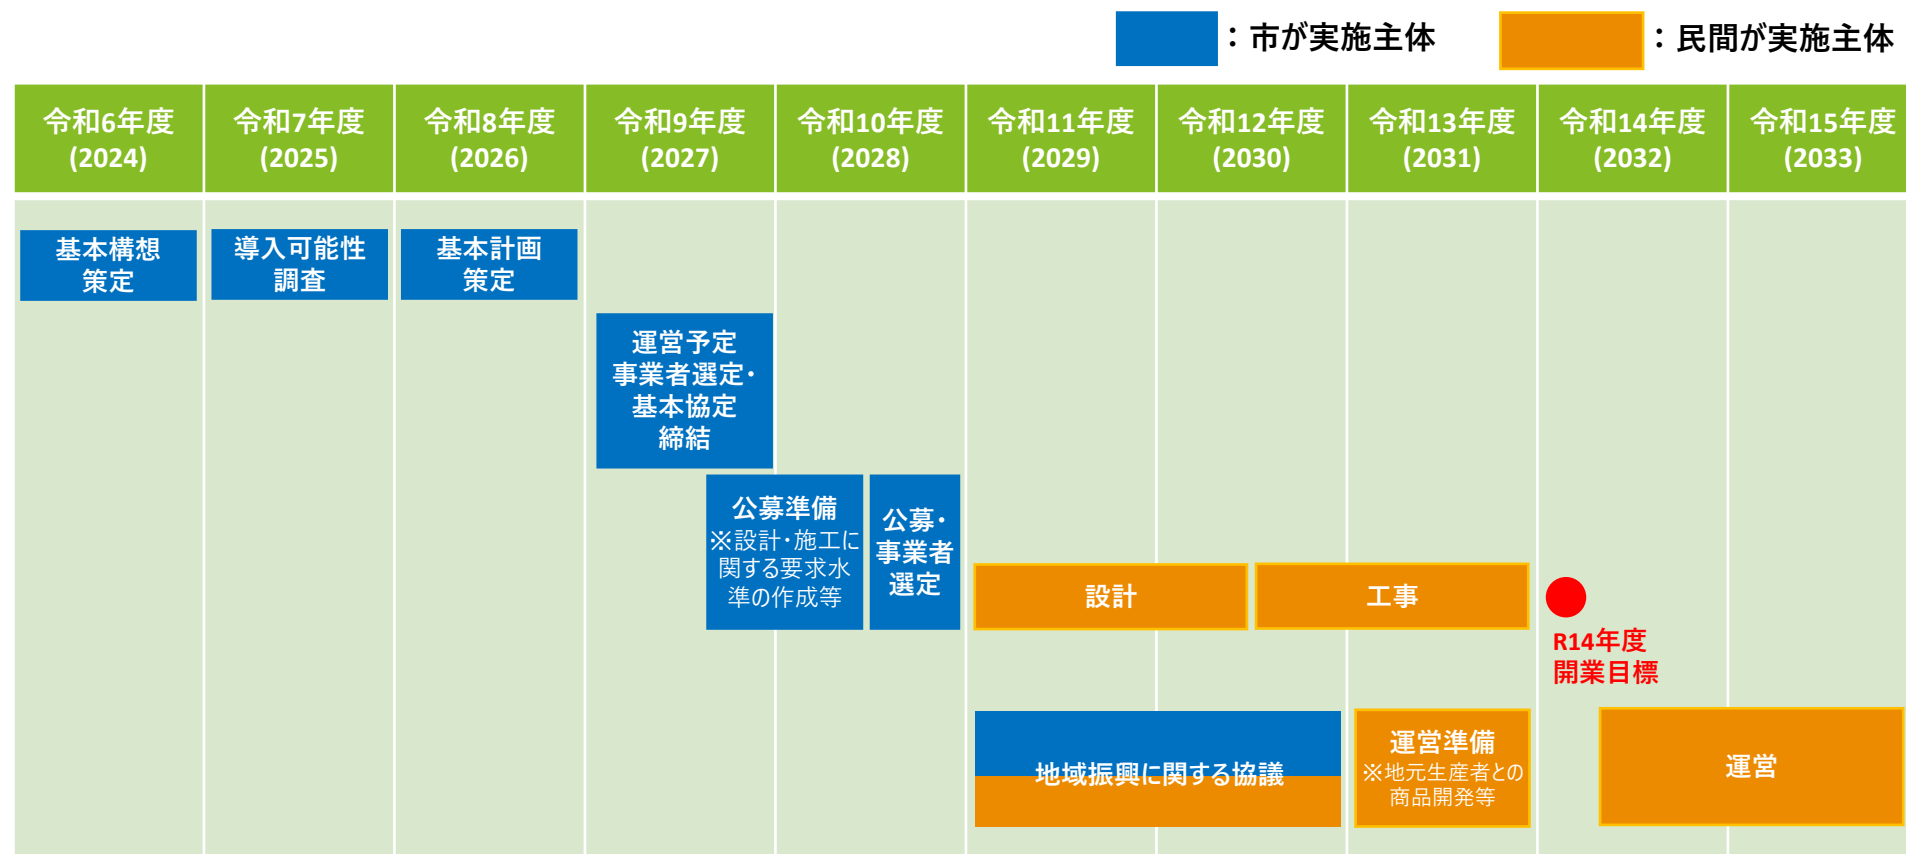 ：市が実施主体
：民間が実施主体
令和6年度
(2024)
令和7年度
(2025)
令和8年度
(2026)
令和9年度
(2027)
令和10年度
(2028)
令和11年度
(2029)
令和12年度
(2030)
令和13年度
(2031)
令和14年度
(2032)
令和15年度
(2033)
基本構想
策定
導入可能性
調査
基本計画
策定
運営予定
事業者選定・
基本協定
締結
公募準備
※設計・施工に
関する要求水
準の作成等
公募・
事業者
選定
設計
工事
R14年度
開業目標
地域振興に関する協議
運営準備
※地元生産者との
商品開発等
運営